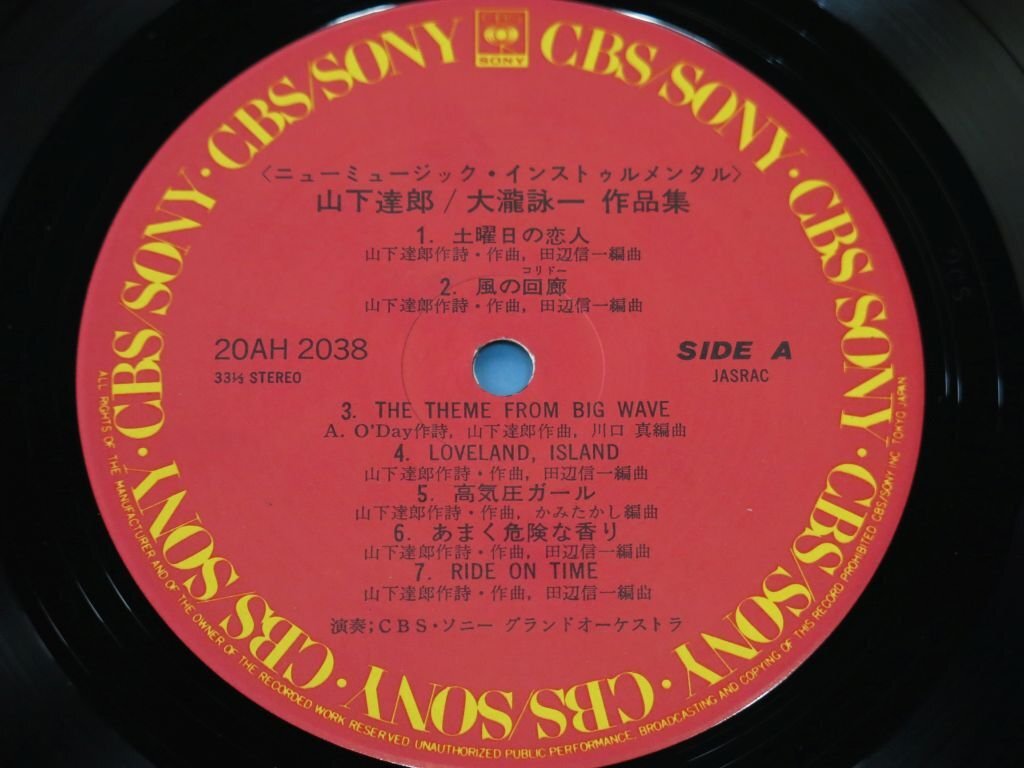 CBS
SONY
CBS/SONY · CBS/SONY · CBS/SONY · CBS/SONY · CBS/SONY · CBS/SONY · CBS/SONY · CBS/SONY · CBS/SONY
〈ニューミュージック・インストゥルメンタル〉
山下達郎/大瀧詠一 作品集
1. 土曜日の恋人
山下達郎作詩・作曲, 田辺信一編曲
コリドー
2. 風の回廊
山下達郎作詩・作曲, 田辺信一編曲
20AH 2038
SIDE A
33⅓ STEREO
JASRAC
3. THE THEME FROM BIG WAVE
A. O'Day作詩, 山下達郎作曲, 川口 真編曲
4. LOVELAND, ISLAND
山下達郎作詩・作曲, 田辺信一編曲
5. 高気圧ガール
山下達郎作詩・作曲, かみたかし編曲
6. あまく危険な香り
山下達郎作詩・作曲, 田辺信一編曲
7. RIDE ON TIME
山下達郎作詩・作曲, 田辺信一編曲
演奏;CBS・ソニー グランドオーケストラ
ALL RIGHTS OF THE MANUFACTURER AND OF THE OWNER OF THE RECORDED WORK RESERVED UNAUTHORIZED PUBLIC PERFORMANCE, BROADCASTING AND COPYING OF THIS RECORD PROHIBITED CBS/SONY INC. TOKYO JAPAN